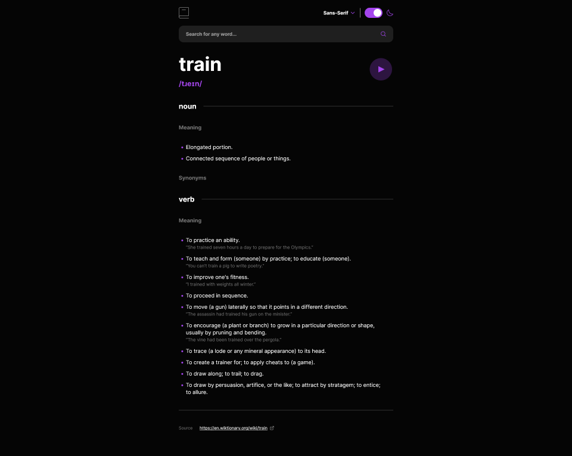 Sans-Serif
Search for any word...
train
/tɹeɪn/
noun
Meaning
Elongated portion.
Connected sequence of people or things.
Synonyms
verb
Meaning
To practice an ability.
"She trained seven hours a day to prepare for the Olympics."
To teach and form (someone) by practice; to educate (someone).
"You can't train a pig to write poetry."
To improve one's fitness.
"I trained with weights all winter."
To proceed in sequence.
To move (a gun) laterally so that it points in a different direction.
"The assassin had trained his gun on the minister."
To encourage (a plant or branch) to grow in a particular direction or shape,
usually by pruning and bending.
"The vine had been trained over the pergola."
To trace (a lode or any mineral appearance) to its head.
To create a trainer for; to apply cheats to (a game).
To draw along; to trail; to drag.
To draw by persuasion, artifice, or the like; to attract by stratagem; to entice;
to allure.
Source
https://en.wiktionary.org/wiki/train